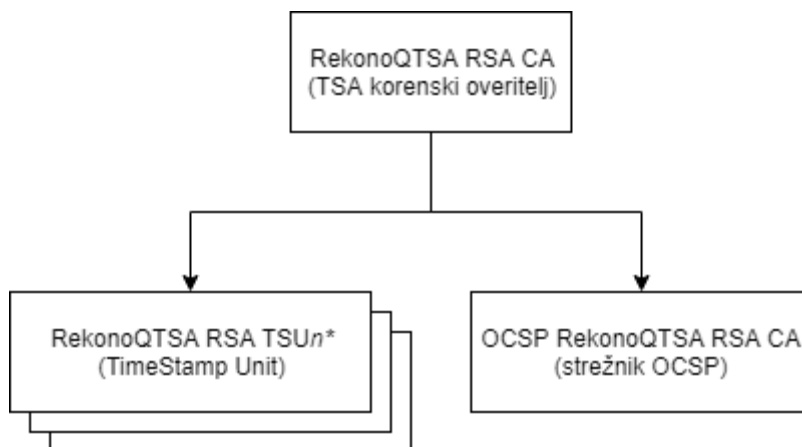 RekonoQTSA RSA CA
(TSA korenski overitelj)
RekonoQTSA RSA TSUn*
(TimeStamp Unit)
OCSP RekonoQTSA RSA CA
(strežnik OCSP)